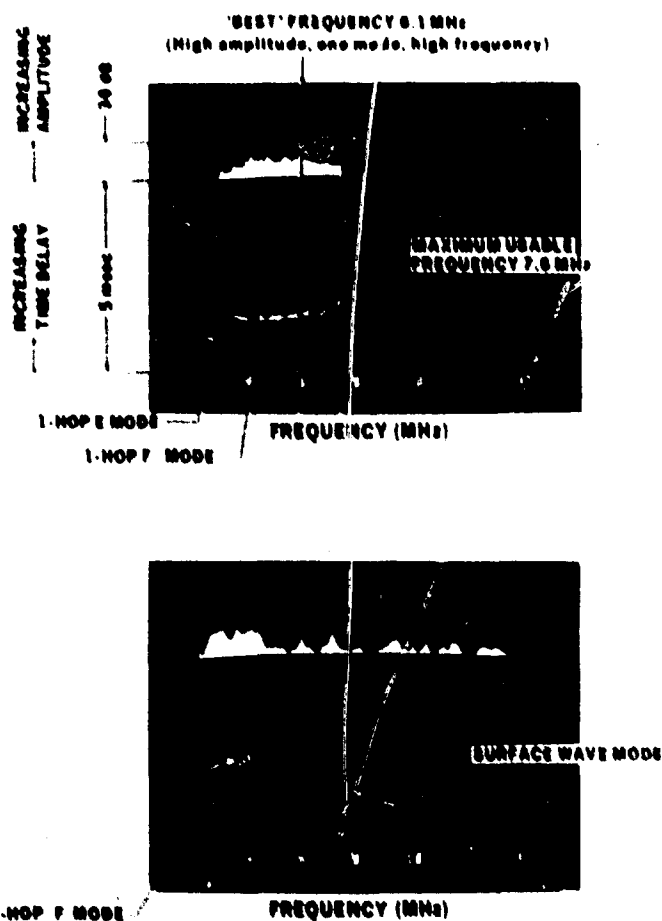 'BEST' FREQUENCY 6.1 MHz
(High amplitude, one mode, high frequency)
INCREASING
AMPLITUDE
30 dB
INCREASING
TIME DELAY
5 msec
MAXIMUM USABLE
FREQUENCY 7.6 MHz
1-HOP E MODE
1-HOP F MODE
FREQUENCY (MHz)
SURFACE WAVE MODE
-HOP F MODE
FREQUENCY (MHz)